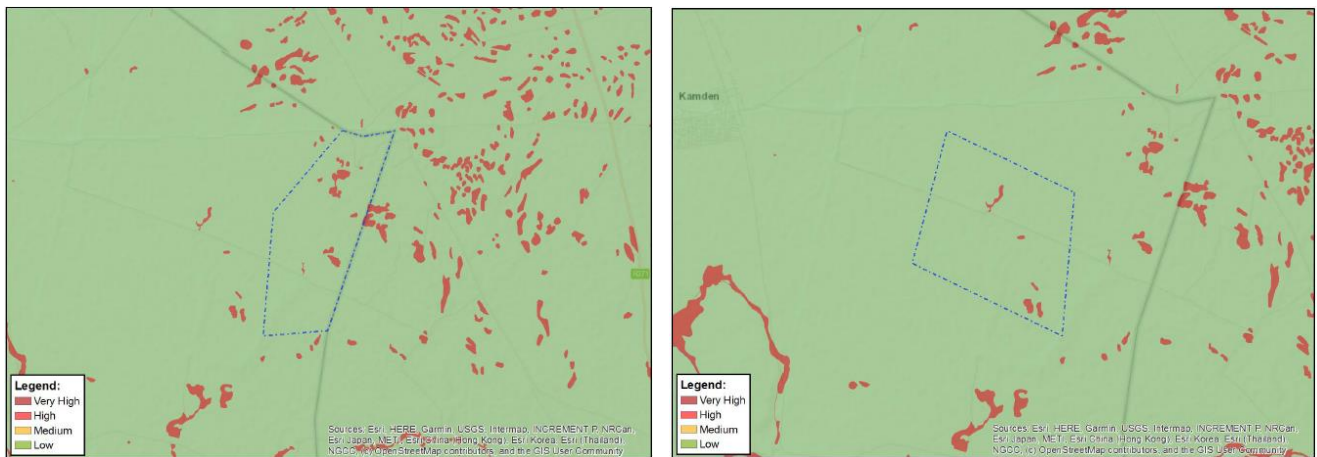 Legend:
Very High
High
Medium
Low
Sources: Esri, HERE, Garmin, USGS, Intermap, INCREMENT P, NRCan,
Esri Japan, METI, Esri China (Hong Kong), Esri Korea, Esri (Thailand),
NGCC, (c) OpenStreetMap contributors, and the GIS User Community
Kamden
Legend:
Very High
High
Medium
Low
Sources: Esri, HERE, Garmin, USGS, Intermap, INCREMENT P, NRCan,
Esri Japan, METI, Esri China (Hong Kong), Esri Korea, Esri (Thailand),
NGCC, (c) OpenStreetMap contributors, and the GIS User Community